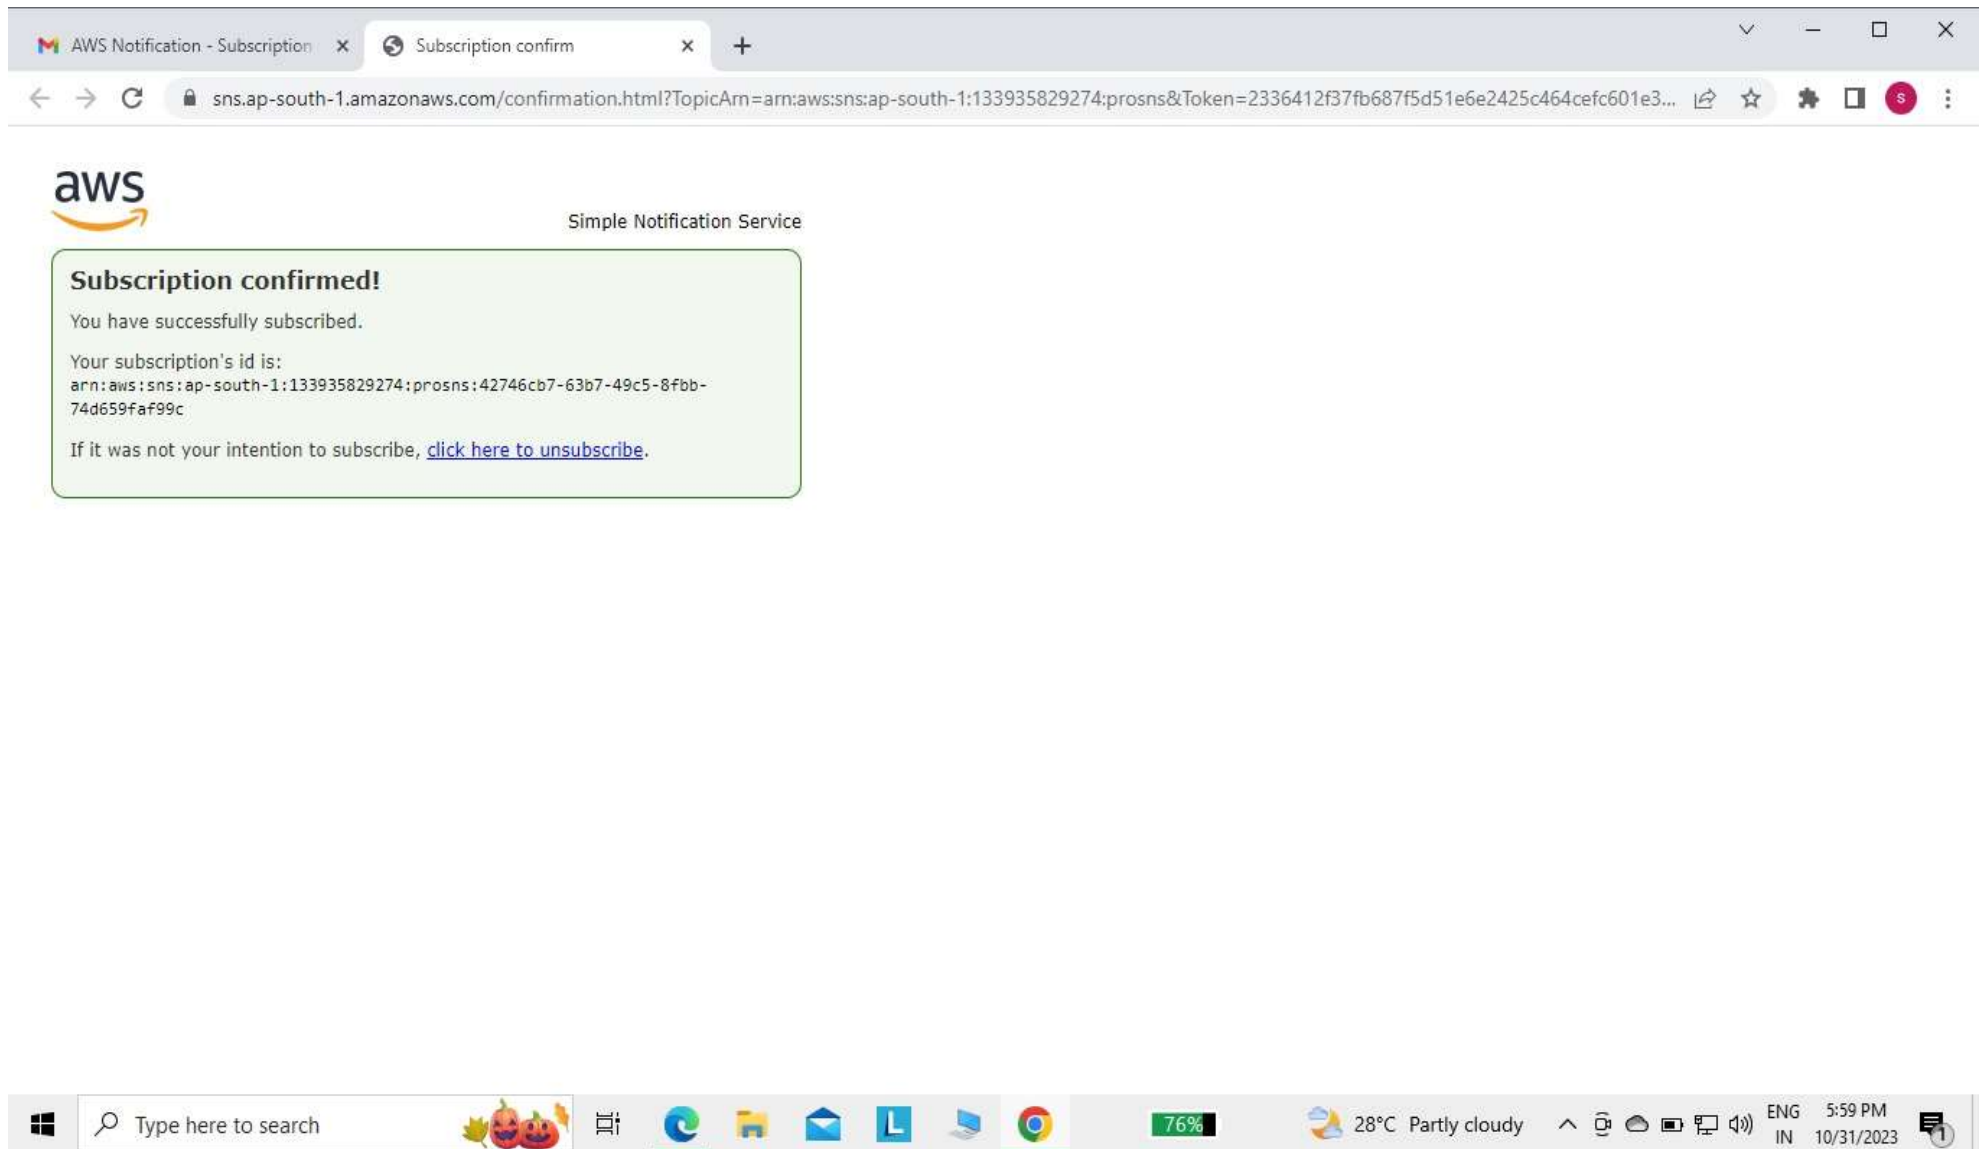 AWS Notification - Subscription
Subscription confirm
sns.ap-south-1.amazonaws.com/confirmation.html?TopicArn=arn:aws:sns:ap-south-1:133935829274:prosns&Token=2336412f37fb687f5d51e6e2425c464cefc601e3...
S
aws
Simple Notification Service
Subscription confirmed!
You have successfully subscribed.
Your subscription's id is:
arn:aws:sns:ap-south-1:133935829274:prosns:42746cb7-63b7-49c5-8fbb-
74d659faf99c
If it was not your intention to subscribe, click here to unsubscribe.
Type here to search
L
76%
28°C Partly cloudy
ENG
IN
5:59 PM
10/31/2023
1